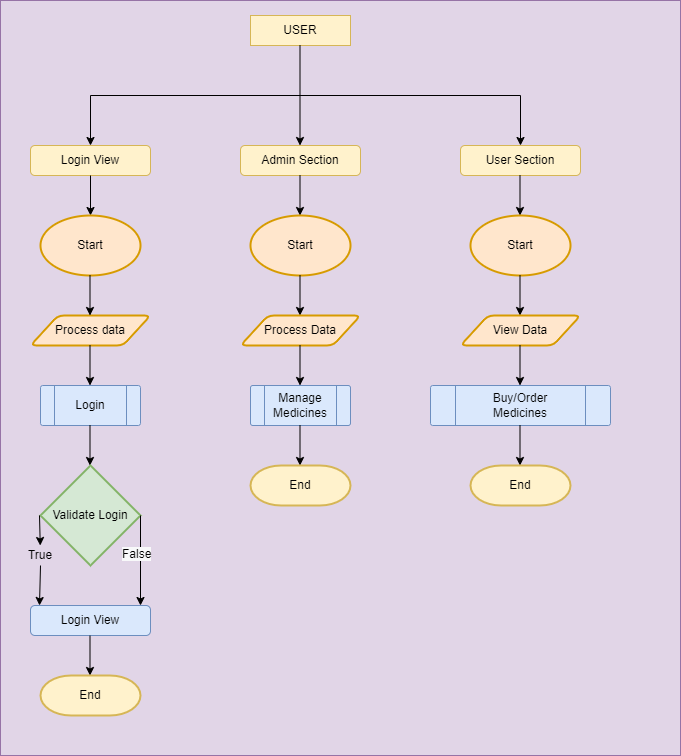 USER
Login View
Admin Section
User Section
Start
Start
Start
Process data
Process Data
View Data
Login
Manage
Medicines
Buy/Order
Medicines
End
End
Validate Login
True
False
Login View
End